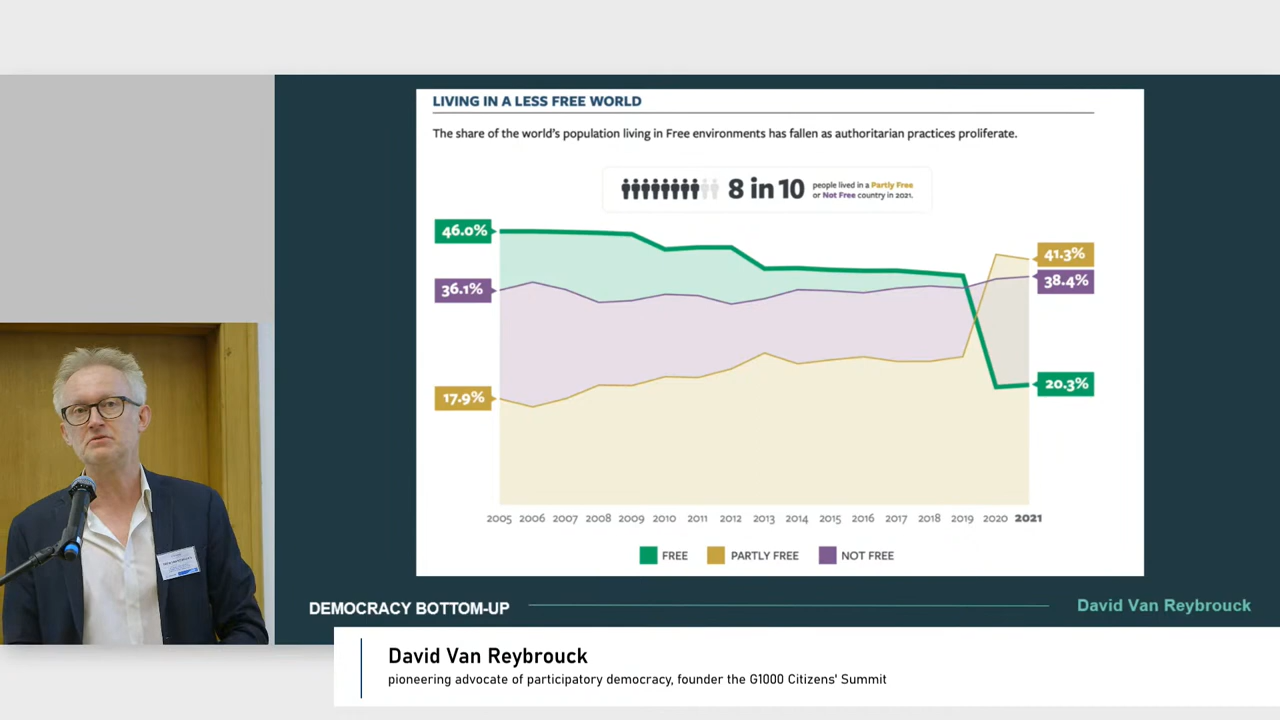 LIVING IN A LESS FREE WORLD
The share of the world's population living in Free environments has fallen as authoritarian practices proliferate.
8 in 10
people lived in a Partly Free
or Not Free country in 2021.
46.0%
36.1%
17.9%
41.3%
38.4%
20.3%
2005 2006 2007 2008 2009 2010 2011 2012 2013 2014 2015 2016 2017 2018 2019 2020 2021
FREE PARTLY FREE NOT FREE
DEMOCRACY BOTTOM-UP
David Van Reybrouck
David Van Reybrouck
pioneering advocate of participatory democracy, founder the G1000 Citizens' Summit